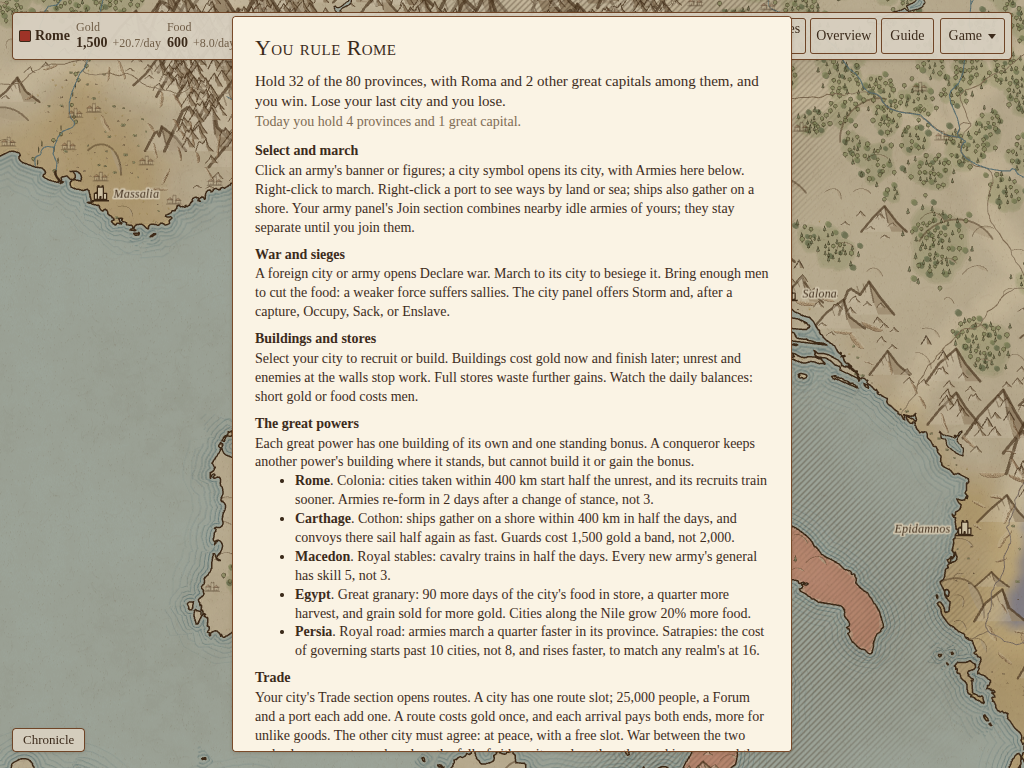 Rome
Gold
1,500 +20.7/day
Food
600 +8.0/day
es
Overview
Guide
Game
You rule Rome
Hold 32 of the 80 provinces, with Roma and 2 other great capitals among them, and
you win. Lose your last city and you lose.
Today you hold 4 provinces and 1 great capital.
Select and march
Click an army's banner or figures; a city symbol opens its city, with Armies here below.
Right-click to march. Right-click a port to see ways by land or sea; ships also gather on a
shore. Your army panel's Join section combines nearby idle armies of yours; they stay
separate until you join them.
War and sieges
A foreign city or army opens Declare war. March to its city to besiege it. Bring enough men
to cut the food: a weaker force suffers sallies. The city panel offers Storm and, after a
capture, Occupy, Sack, or Enslave.
Buildings and stores
Select your city to recruit or build. Buildings cost gold now and finish later; unrest and
enemies at the walls stop work. Full stores waste further gains. Watch the daily balances:
short gold or food costs men.
The great powers
Each great power has one building of its own and one standing bonus. A conqueror keeps
another power's building where it stands, but cannot build it or gain the bonus.
• Rome. Colonia: cities taken within 400 km start half the unrest, and its recruits train
sooner. Armies re-form in 2 days after a change of stance, not 3.
• Carthage. Cothon: ships gather on a shore within 400 km in half the days, and
convoys there sail half again as fast. Guards cost 1,500 gold a band, not 2,000.
• Macedon. Royal stables: cavalry trains in half the days. Every new army's general
has skill 5, not 3.
• Egypt. Great granary: 90 more days of the city's food in store, a quarter more
harvest, and grain sold for more gold. Cities along the Nile grow 20% more food.
• Persia. Royal road: armies march a quarter faster in its province. Satrapies: the cost
of governing starts past 10 cities, not 8, and rises faster, to match any realm's at 16.
Trade
Your city's Trade section opens routes. A city has one route slot; 25,000 people, a Forum
and a port each add one. A route costs gold once, and each arrival pays both ends, more for
unlike goods. The other city must agree: at peace, with a free slot. War between the two
Massalia
Salona
Epidamnos
Chronicle